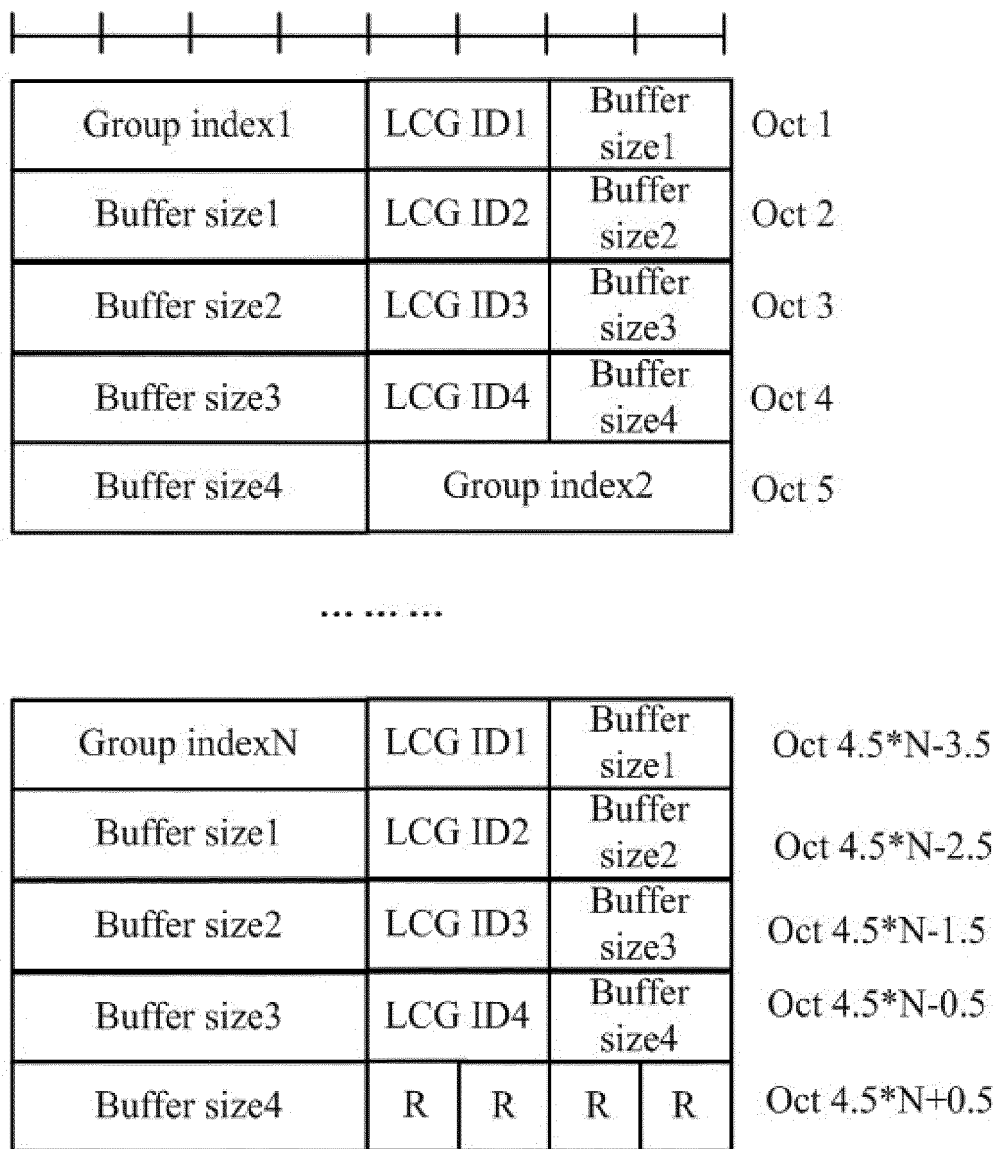 Group index1 LCG ID1 Buffer size1 Oct 1
Buffer size1 LCG ID2 Buffer size2 Oct 2
Buffer size2 LCG ID3 Buffer size3 Oct 3
Buffer size3 LCG ID4 Buffer size4 Oct 4
Buffer size4 Group index2 Oct 5
... ... ...
Group indexN LCG ID1 Buffer size1 Oct 4.5*N-3.5
Buffer size1 LCG ID2 Buffer size2 Oct 4.5*N-2.5
Buffer size2 LCG ID3 Buffer size3 Oct 4.5*N-1.5
Buffer size3 LCG ID4 Buffer size4 Oct 4.5*N-0.5
Buffer size4 R R R R Oct 4.5*N+0.5